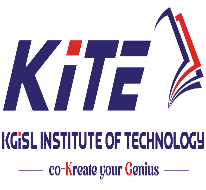 KiTE
KGiSL INSTITUTE OF TECHNOLOGY
co-Kreate your Genius